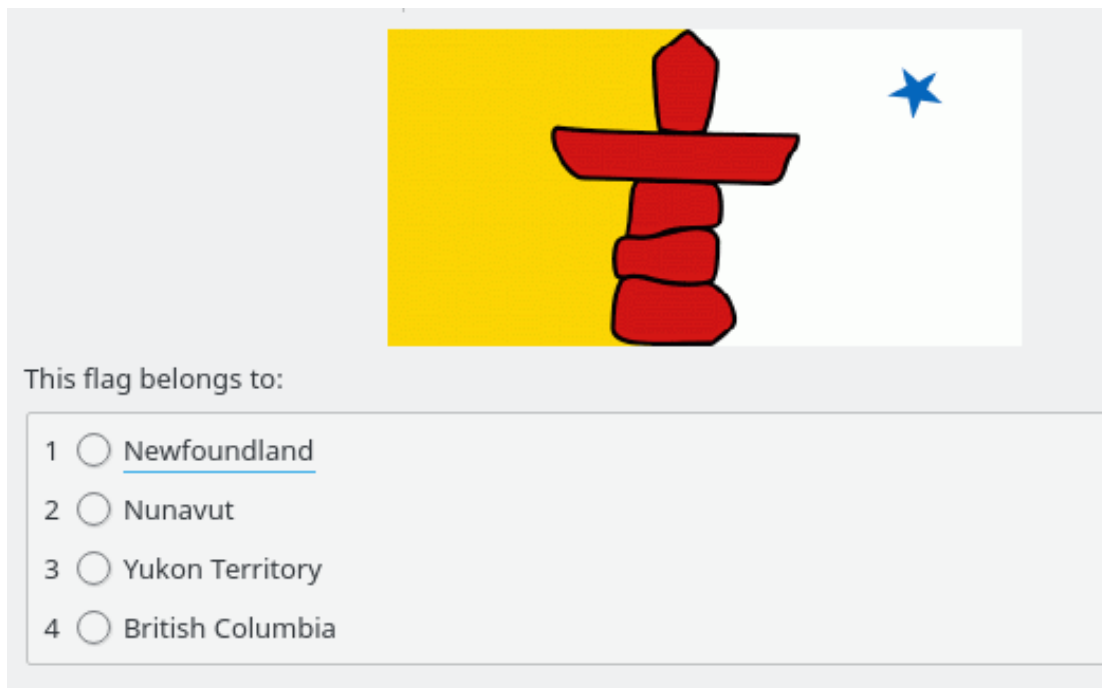 This flag belongs to:
1 Newfoundland
2 Nunavut
3 Yukon Territory
4 British Columbia